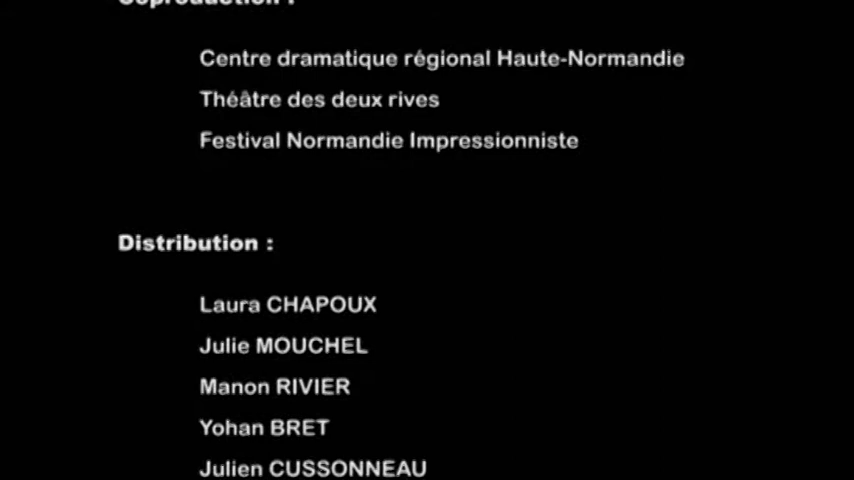 Coproduction :
Centre dramatique régional Haute-Normandie
Théâtre des deux rives
Festival Normandie Impressionniste
Distribution :
Laura CHAPOUX
Julie MOUCHEL
Manon RIVIER
Yohan BRET
Julien CUSSONNEAU